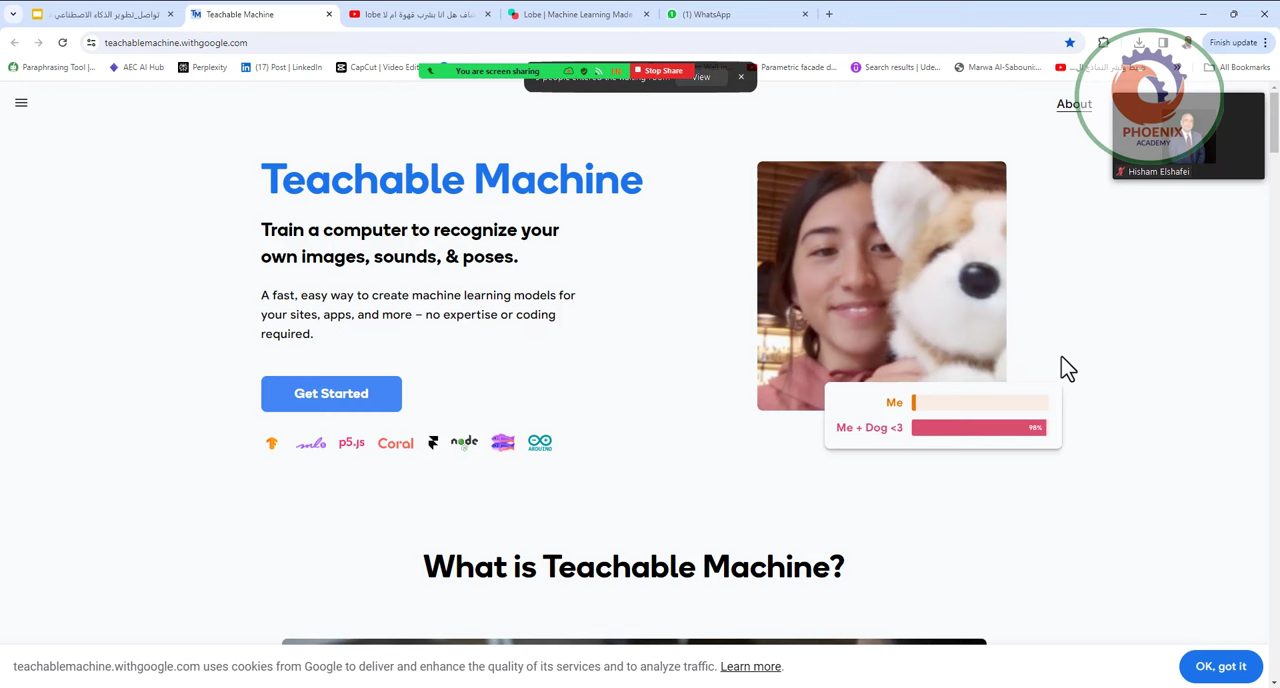 تواصل_تطوير الذكاء الاصطناعي
Teachable Machine
lobe شاف هل انا بشرب قهوة ام لا
Lobe | Machine Learning Made
(1) WhatsApp
teachablemachine.withgoogle.com
Finish update
Paraphrasing Tool |...
AEC AI Hub
Perplexity
(17) Post | LinkedIn
CapCut | Video Edit
You are screen sharing
Stop Share
View
Parametric facade d...
Search results | Ude...
Marwa Al-Sabouni:...
All Bookmarks
About
PHOENIX
ACADEMY
Hisham Elshafei
Teachable Machine
Train a computer to recognize your
own images, sounds, & poses.
A fast, easy way to create machine learning models for
your sites, apps, and more – no expertise or coding
required.
Get Started
p5.js
Coral
node
ARDUINO
Me
Me + Dog <3
98%
What is Teachable Machine?
teachablemachine.withgoogle.com uses cookies from Google to deliver and enhance the quality of its services and to analyze traffic. Learn more.
OK, got it